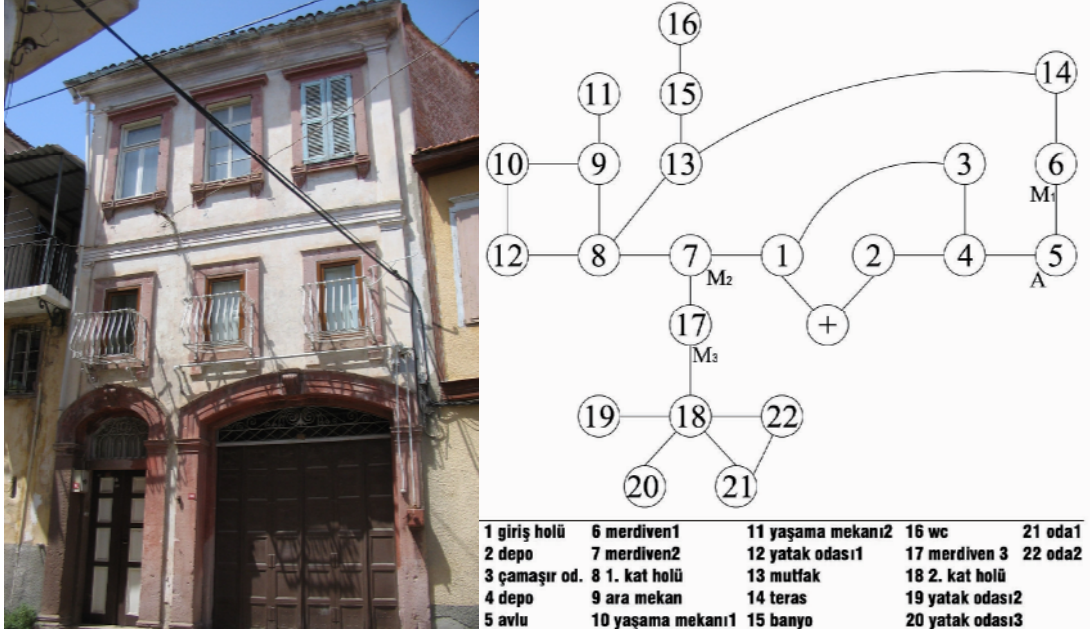 16
14
11
15
10
9
13
3
6
M1
12
8
7
1
2
4
5
M2
A
17
+
M3
19
18
22
20
21
1 giriş holü 6 merdiven1 11 yaşama mekanı2 16 wc 21 oda1
2 depo 7 merdiven2 12 yatak odası1 17 merdiven 3 22 oda2
3 çamaşır od. 8 1. kat holü 13 mutfak 18 2. kat holü
4 depo 9 ara mekan 14 teras 19 yatak odası2
5 avlu 10 yaşama mekanı1 15 banyo 20 yatak odası3